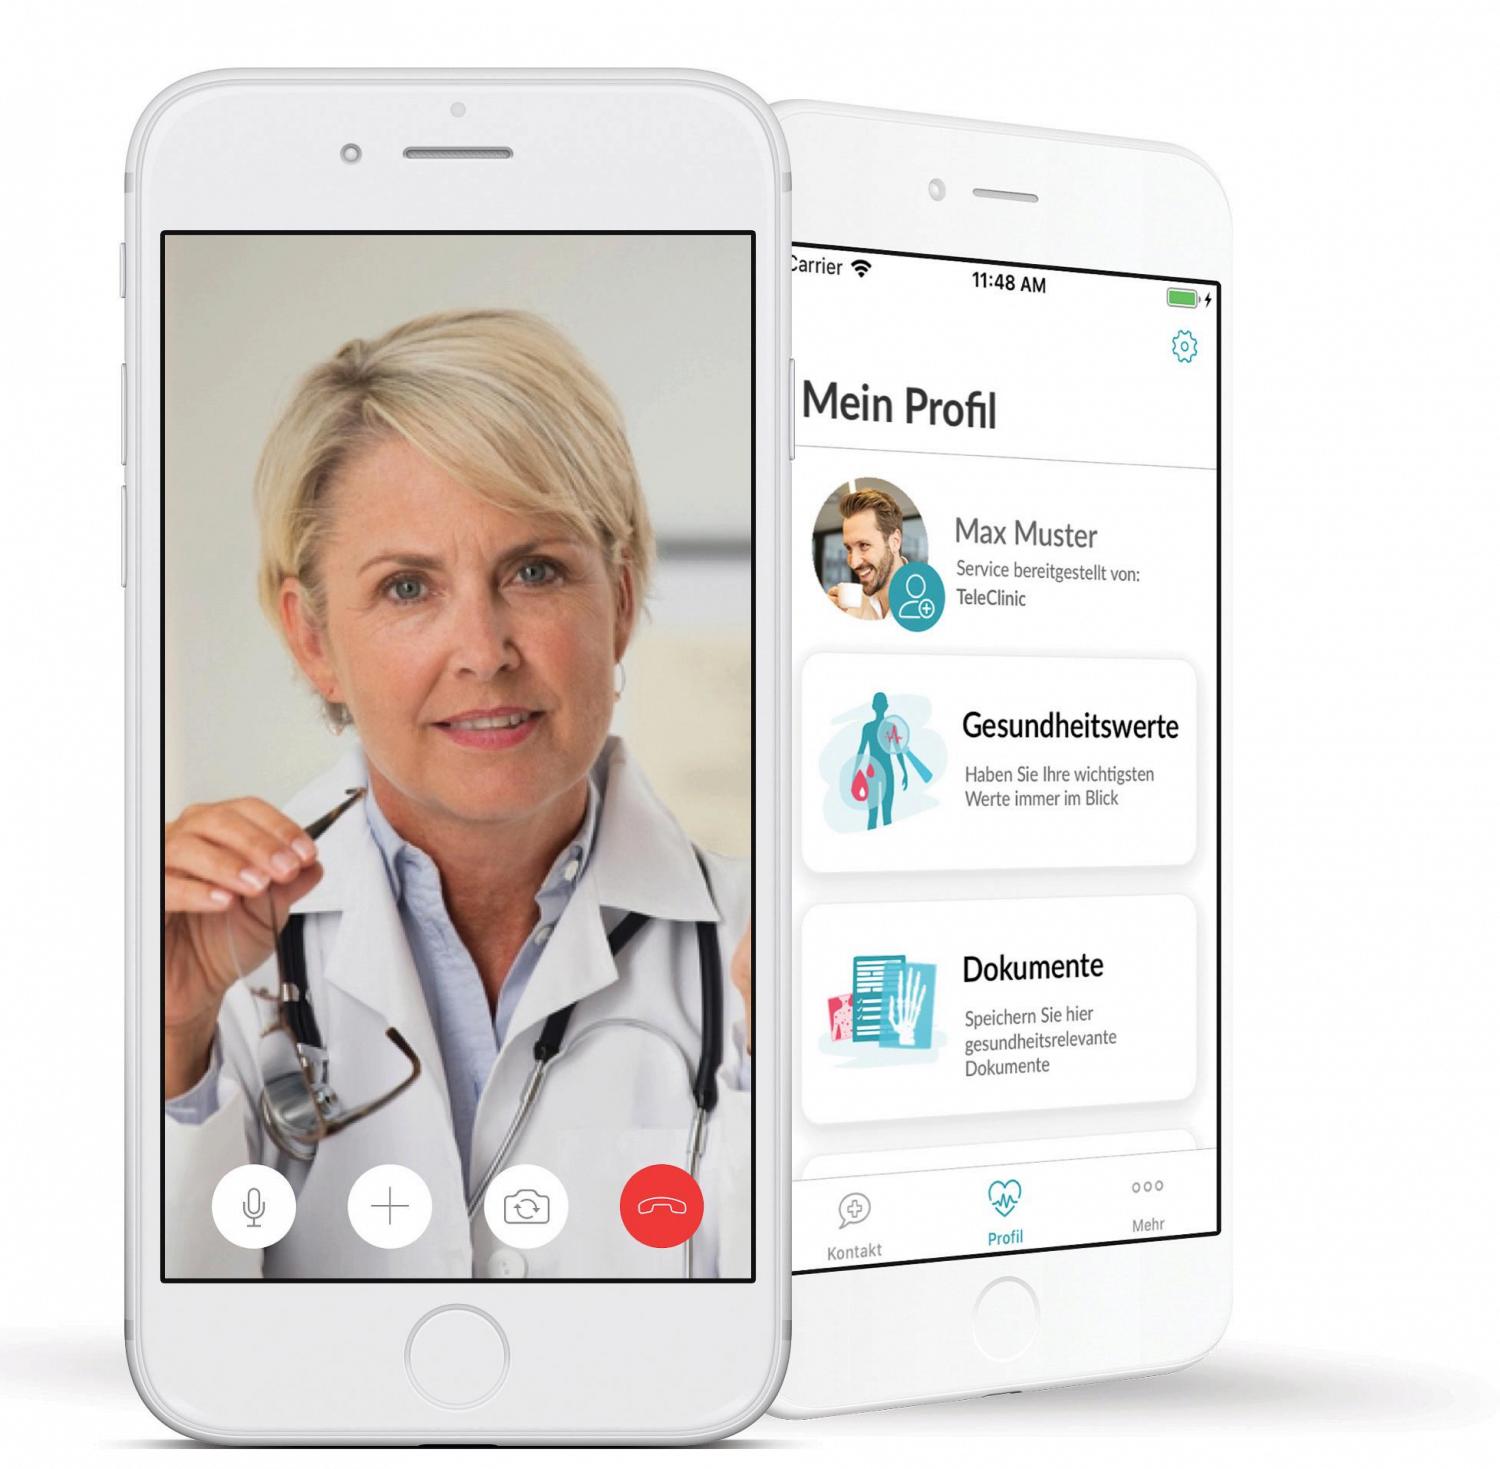 Carrier
11:48 AM
Mein Profil
Max Muster
Service bereitgestellt von:
TeleClinic
Gesundheitswerte
Haben Sie Ihre wichtigsten
Werte immer im Blick
Dokumente
Speichern Sie hier
gesundheitsrelevante
Dokumente
Kontakt
Profil
Mehr